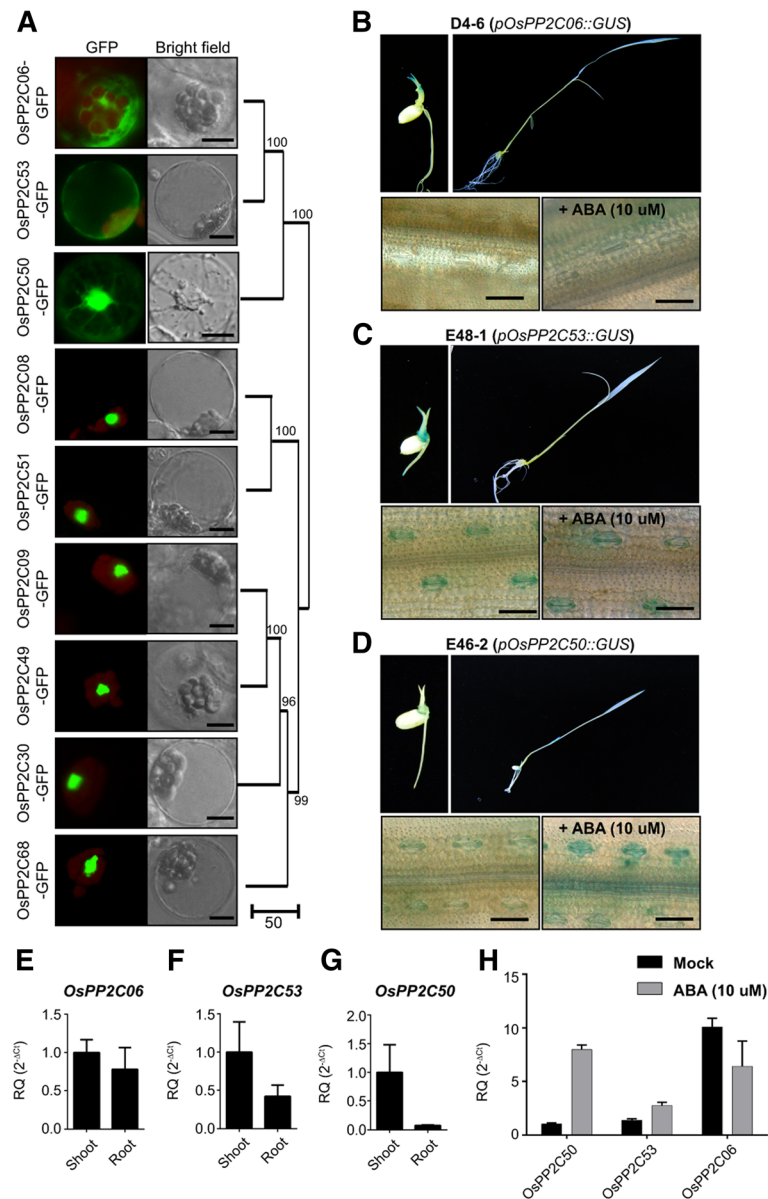 A
GFP
Bright field
OsPP2C06-
GFP
100
OsPP2C53
-GFP
100
OsPP2C50
-GFP
OsPP2C08
-GFP
100
OsPP2C51
-GFP
OsPP2C09
-GFP
100
OsPP2C49
-GFP
96
OsPP2C30
-GFP
99
OsPP2C68
-GFP
50
B
D4-6 (pOsPP2C06::GUS)
+ ABA (10 uM)
C
E48-1 (pOsPP2C53::GUS)
+ ABA (10 uM)
D
E46-2 (pOsPP2C50::GUS)
+ ABA (10 uM)
E
OsPP2C06
RQ (2-ΔCt)
1.5
1.0
0.5
0.0
Shoot
Root
F
OsPP2C53
RQ (2-ΔCt)
1.5
1.0
0.5
0.0
Shoot
Root
G
OsPP2C50
RQ (2-ΔCt)
2.0
1.5
1.0
0.5
0.0
Shoot
Root
H
Mock
ABA (10 uM)
RQ (2-ΔCt)
15
10
5
0
OsPP2C50
OsPP2C53
OsPP2C06